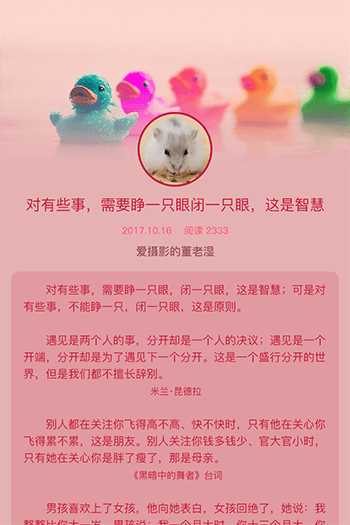 对有些事，需要睁一只眼闭一只眼，这是智慧
2017.10.16 阅读 2333
爱摄影的董老湿
对有些事，需要睁一只眼，闭一只眼，这是智慧；可是对
有些事，不能睁一只，闭一只眼，这是原则。
遇见是两个人的事，分开却是一个人的决议；遇见是一个
开端，分开却是为了遇见下一个分开。这是一个盛行分开的世
界，但是我们都不擅长辞别。
米兰·昆德拉
别人都在关注你飞得高不高、快不快时，只有他在关心你
飞得累不累，这是朋友。别人关注你钱多钱少、官大官小时，
只有她在关心你是胖了瘦了，那是母亲。
《黑暗中的舞者》台词
男孩喜欢上了女孩，他向她表白，女孩回绝了，她说：我
整整比你大一岁。男孩说：我一个月大时，你十三个月大，你